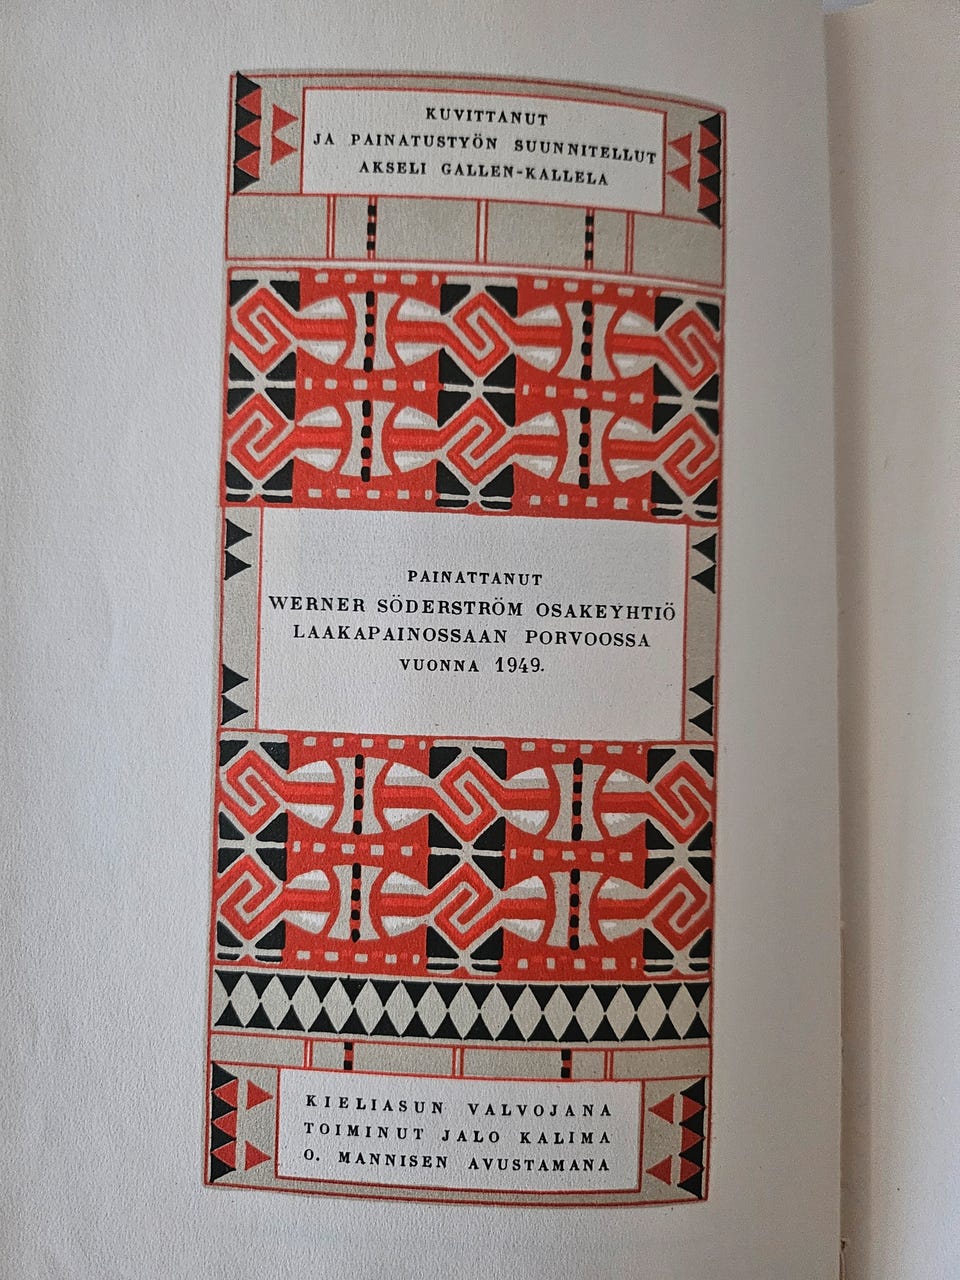 KUVITTANUT
JA PAINATUSTYÖN SUUNNITELLUT
AKSELI GALLEN-KALLELA
PAINATTANUT
WERNER SÖDERSTRÖM OSAKEYHTIÖ
LAAKAPAINOSSAAN PORVOOSSA
VUONNA 1949.
KIELIASUN VALVOJANA
TOIMINUT JALO KALIMA
O. MANNISEN AVUSTAMANA